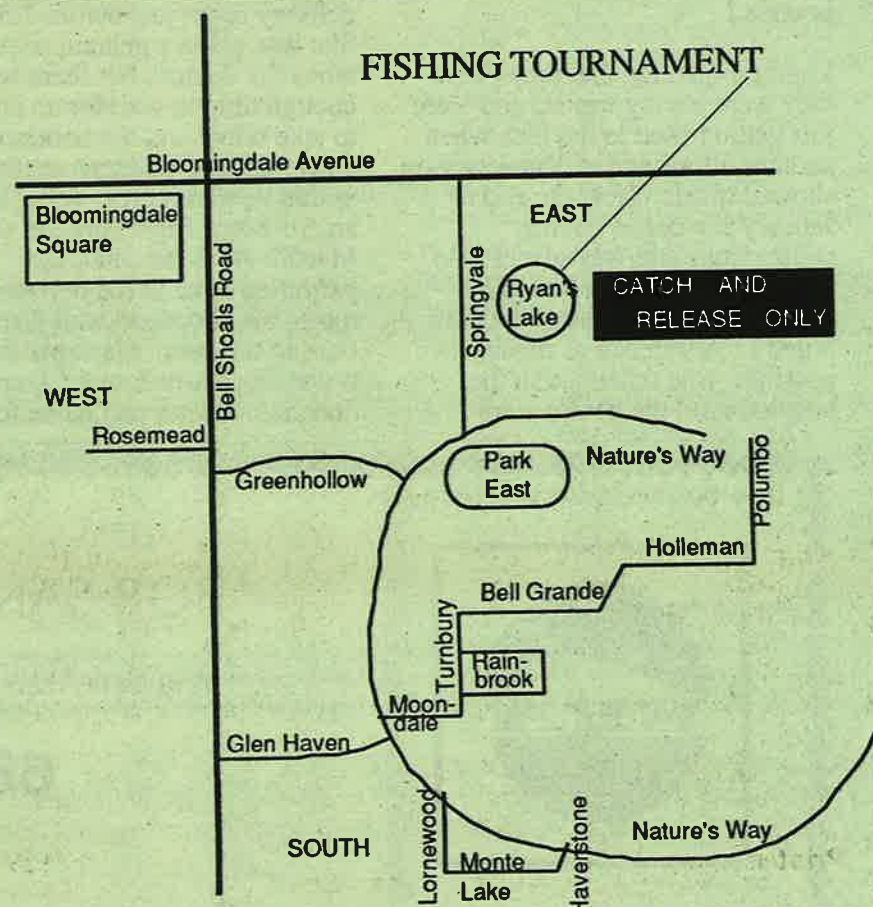 FISHING TOURNAMENT
Bloomingdale Avenue
Bloomingdale
Square
EAST
Bell Shoals Road
Springvale
Ryan's
Lake
CATCH AND
RELEASE ONLY
WEST
Rosemead
Greenhollow
Park
East
Nature's Way
Polumbo
Holleman
Bell Grande
Turnbury
Rain-
brook
Moon-
dale
Glen Haven
SOUTH
Lornewood
Monte
Lake
Haverstone
Nature's Way